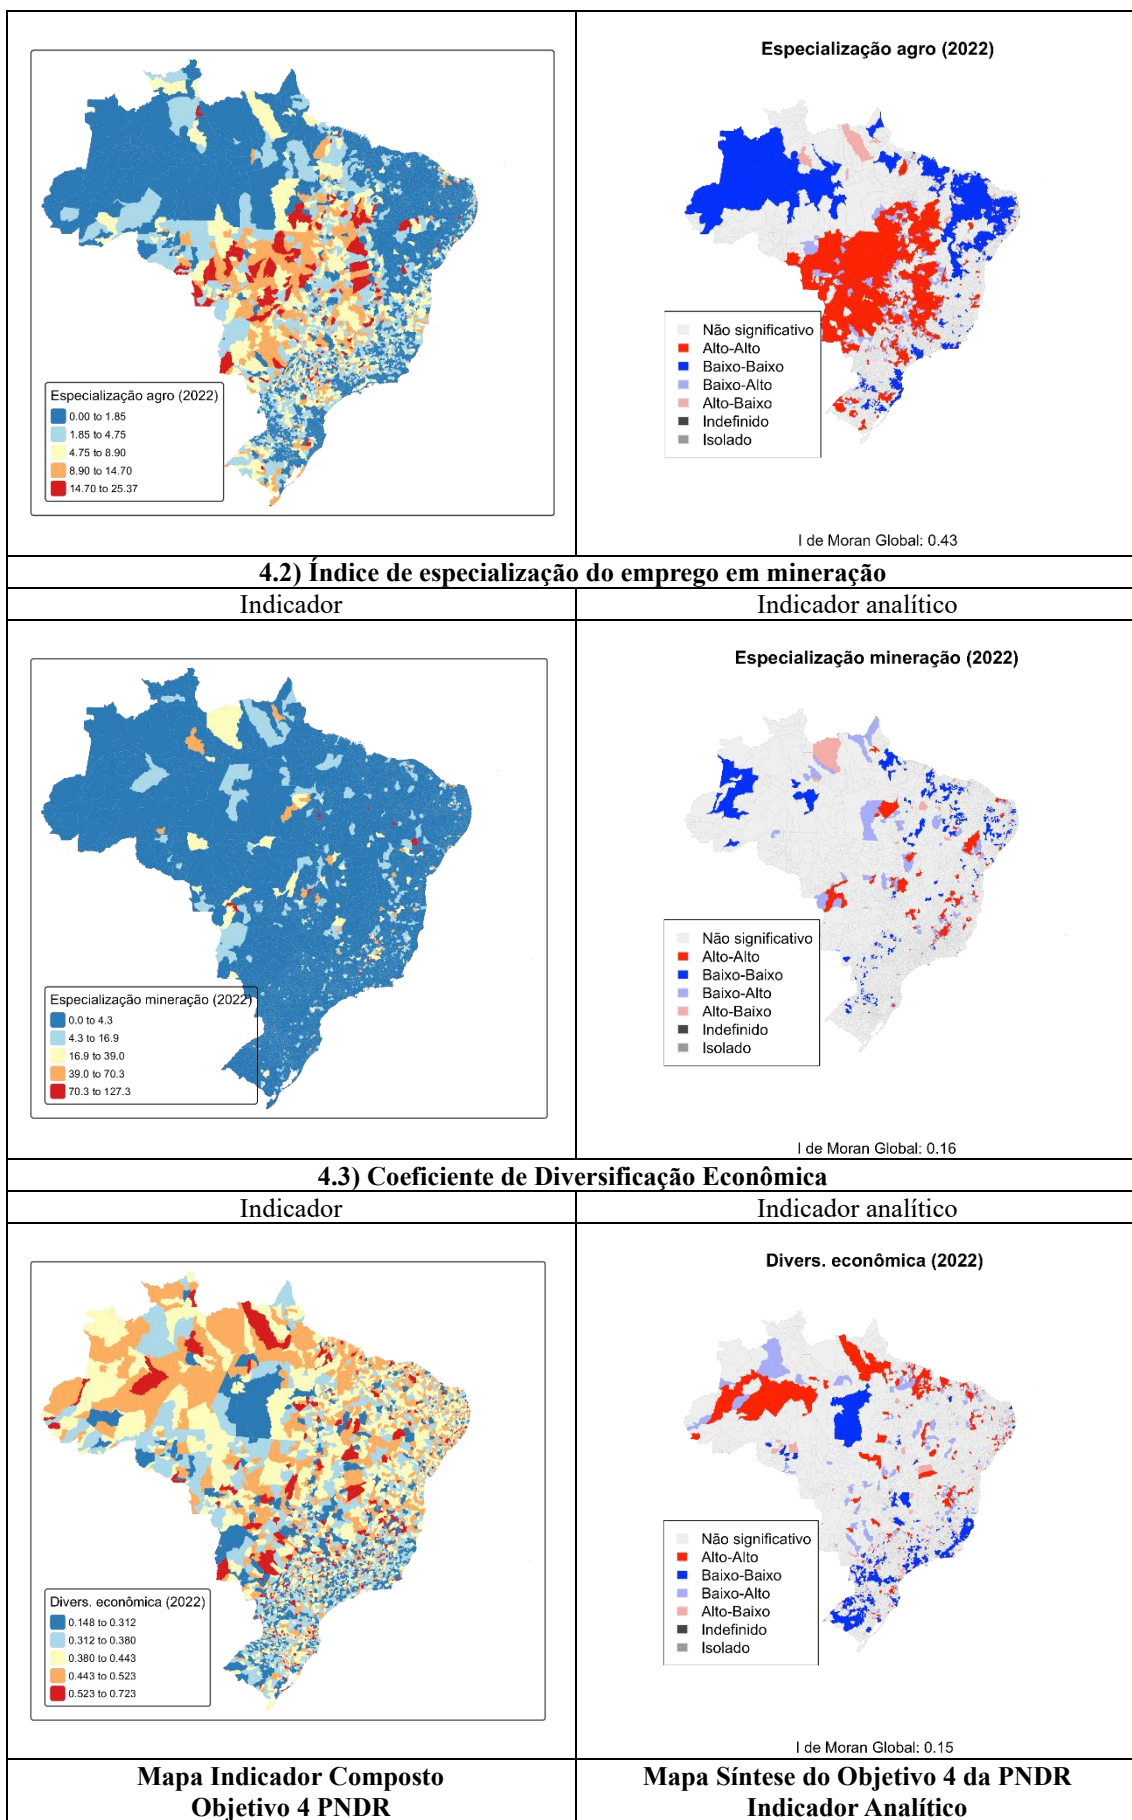 Especialização agro (2022)
0.00 to 1.85
1.85 to 4.75
4.75 to 8.90
8.90 to 14.70
14.70 to 25.37
Especialização agro (2022)
Não significativo
Alto-Alto
Baixo-Baixo
Baixo-Alto
Alto-Baixo
Indefinido
Isolado
I de Moran Global: 0.43
4.2) Índice de especialização do emprego em mineração
Indicador
Indicador analítico
Especialização mineração (2022)
0.0 to 4.3
4.3 to 16.9
16.9 to 39.0
39.0 to 70.3
70.3 to 127.3
Especialização mineração (2022)
Não significativo
Alto-Alto
Baixo-Baixo
Baixo-Alto
Alto-Baixo
Indefinido
Isolado
I de Moran Global: 0.16
4.3) Coeficiente de Diversificação Econômica
Indicador
Indicador analítico
Divers. econômica (2022)
0.148 to 0.312
0.312 to 0.380
0.380 to 0.443
0.443 to 0.523
0.523 to 0.723
Divers. econômica (2022)
Não significativo
Alto-Alto
Baixo-Baixo
Baixo-Alto
Alto-Baixo
Indefinido
Isolado
I de Moran Global: 0.15
Mapa Indicador Composto
Objetivo 4 PNDR
Mapa Síntese do Objetivo 4 da PNDR
Indicador Analítico